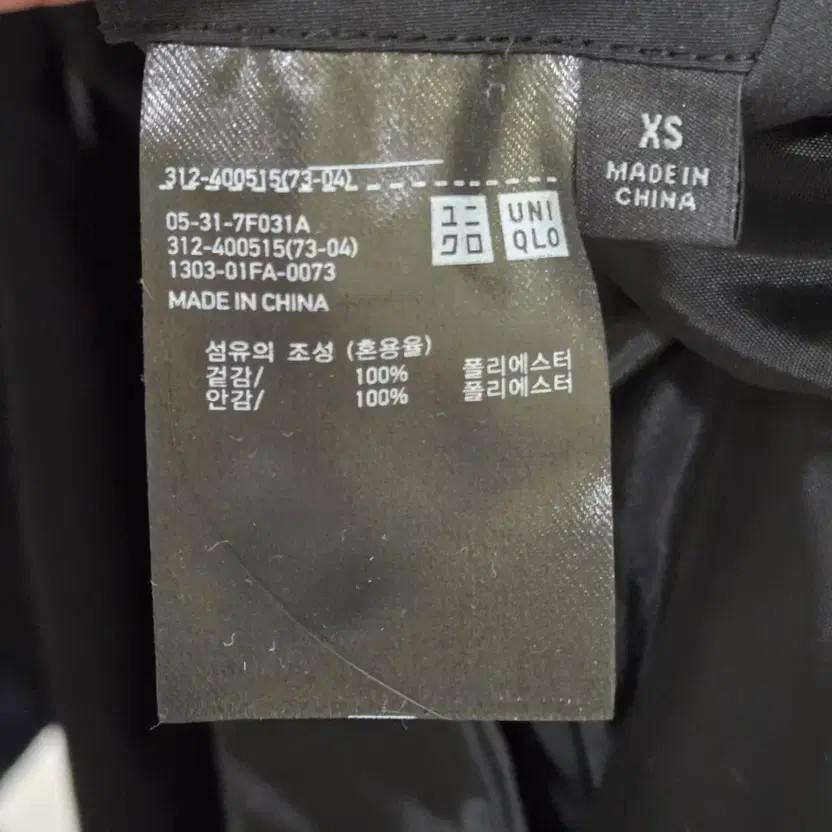 312-400515(73-04)
05-31-7F031A
312-400515(73-04)
1303-01FA-0073
MADE IN CHINA
ユニ
クロ
UNI
QLO
섬유의 조성 (혼용율)
겉감/ 100% 폴리에스터
안감/ 100% 폴리에스터
XS
MADE IN
CHINA